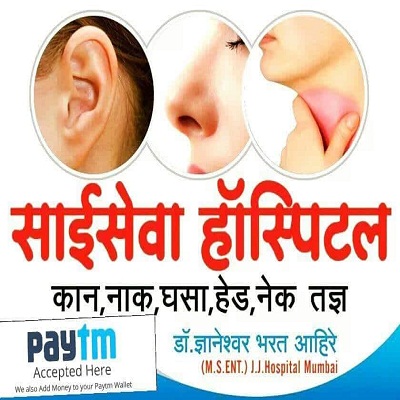 साईसेवा हॉस्पिटल
कान,नाक,घसा,हेड,नेक तज्ञ
डॉ.ज्ञानेश्वर भरत आहिरे
(M.S.ENT.) J.J.Hospital Mumbai
paytm
Accepted Here
We also Add Money to your Paytm Wallet